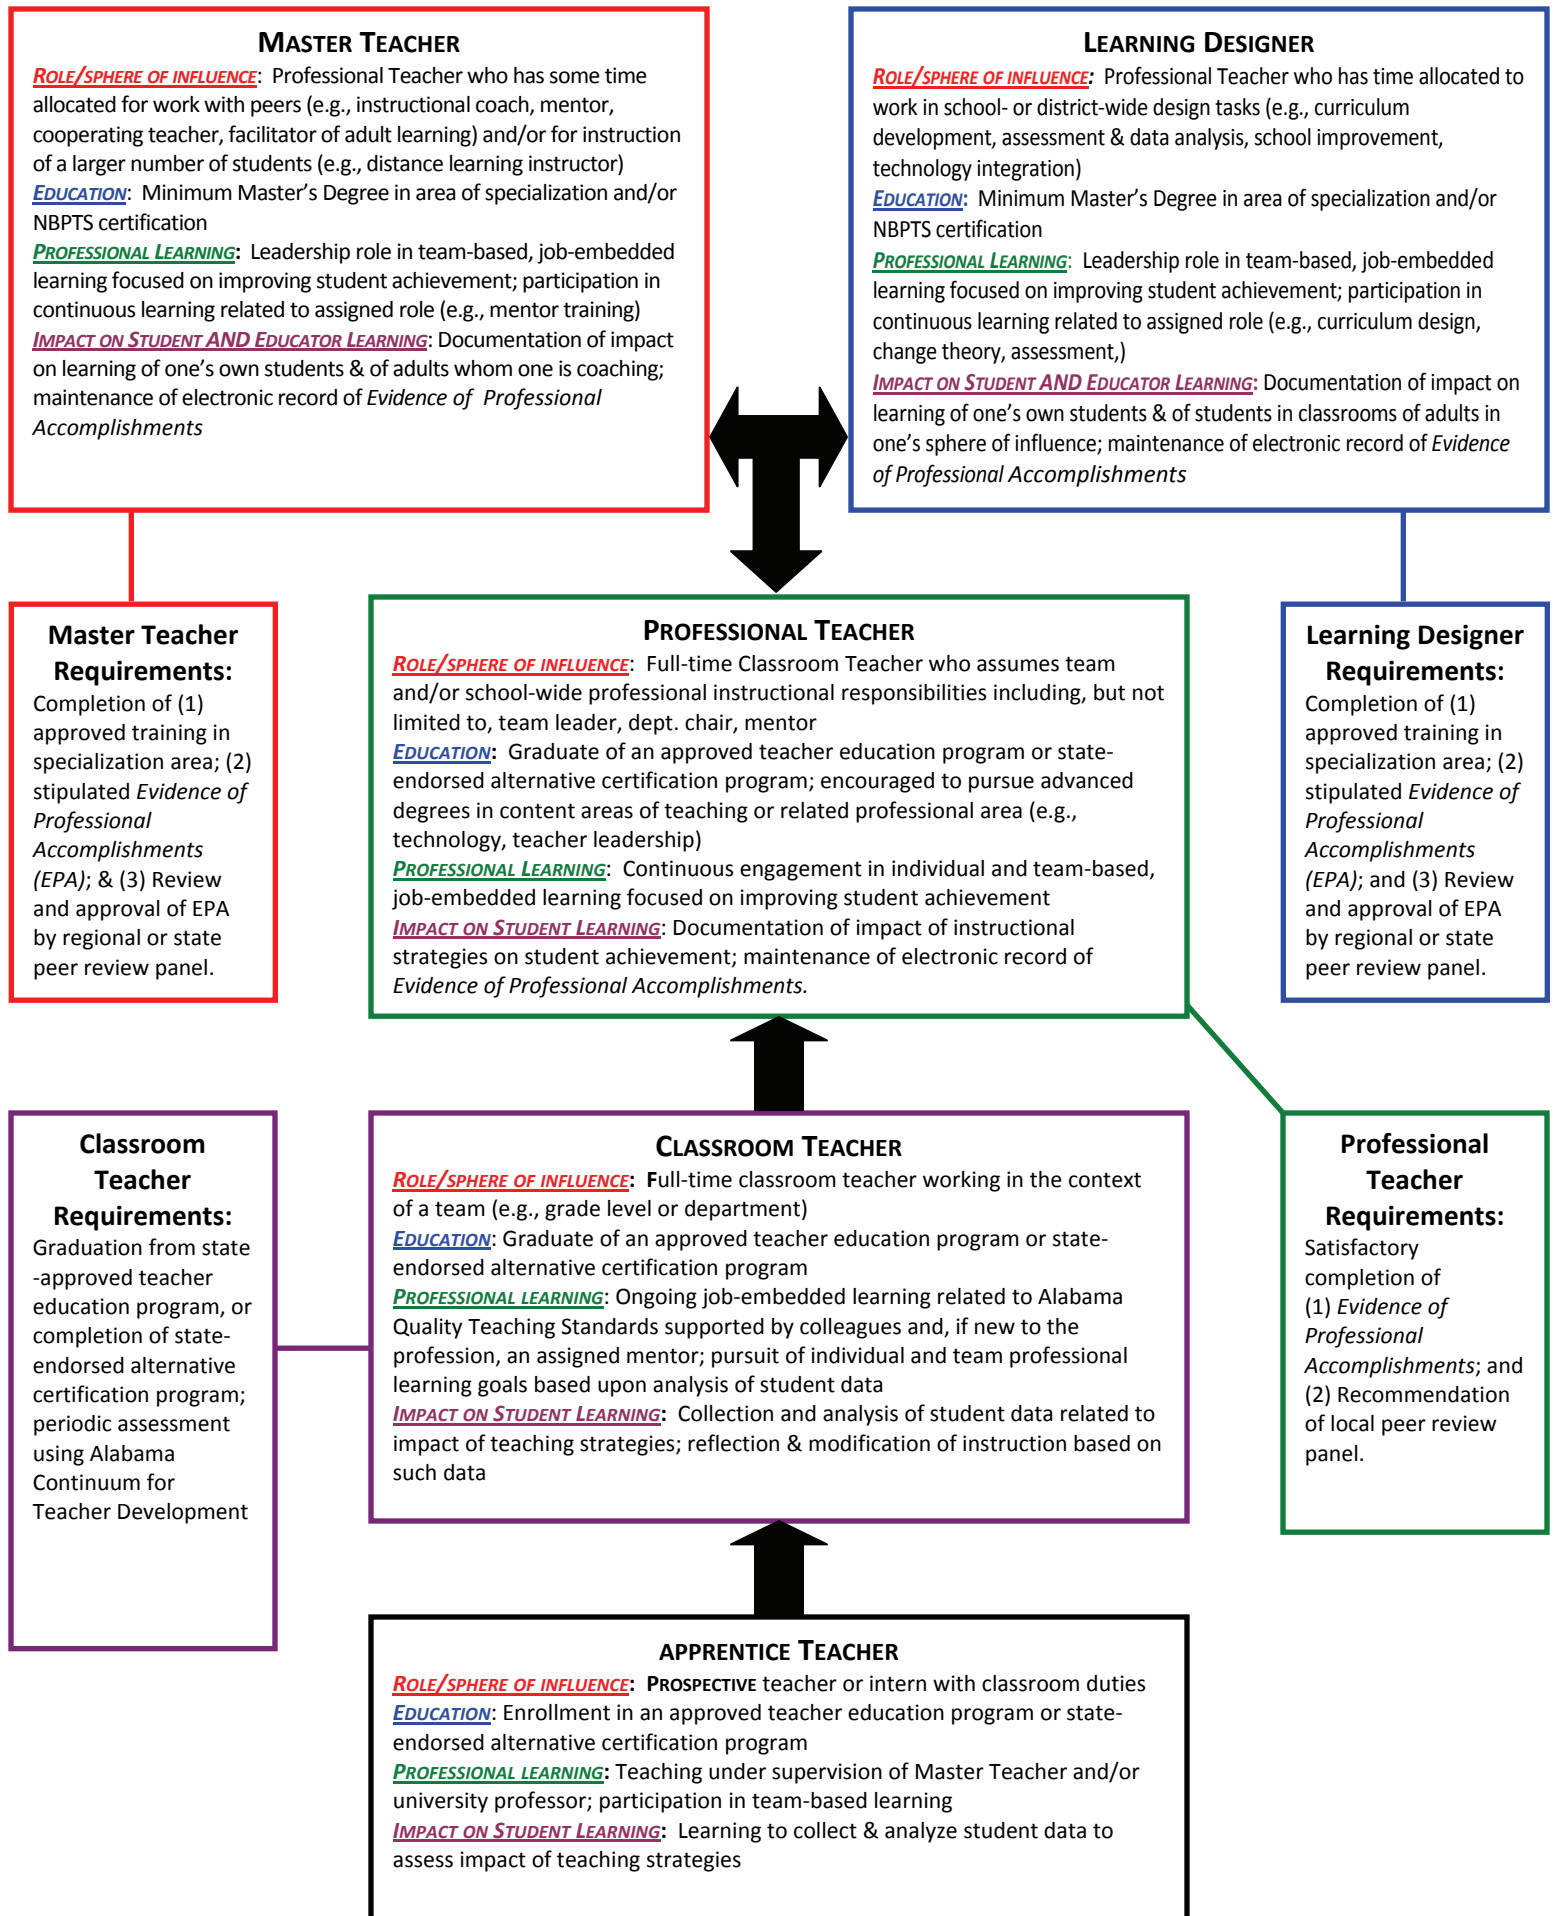 MASTER TEACHER
ROLE/SPHERE OF INFLUENCE: Professional Teacher who has some time
allocated for work with peers (e.g., instructional coach, mentor,
cooperating teacher, facilitator of adult learning) and/or for instruction
of a larger number of students (e.g., distance learning instructor)
EDUCATION: Minimum Master’s Degree in area of specialization and/or
NBPTS certification
PROFESSIONAL LEARNING: Leadership role in team-based, job-embedded
learning focused on improving student achievement; participation in
continuous learning related to assigned role (e.g., mentor training)
IMPACT ON STUDENT AND EDUCATOR LEARNING: Documentation of impact
on learning of one’s own students & of adults whom one is coaching;
maintenance of electronic record of Evidence of Professional
Accomplishments
LEARNING DESIGNER
ROLE/SPHERE OF INFLUENCE: Professional Teacher who has time allocated to
work in school- or district-wide design tasks (e.g., curriculum
development, assessment & data analysis, school improvement,
technology integration)
EDUCATION: Minimum Master’s Degree in area of specialization and/or
NBPTS certification
PROFESSIONAL LEARNING: Leadership role in team-based, job-embedded
learning focused on improving student achievement; participation in
continuous learning related to assigned role (e.g., curriculum design,
change theory, assessment,)
IMPACT ON STUDENT AND EDUCATOR LEARNING: Documentation of impact on
learning of one’s own students & of students in classrooms of adults in
one’s sphere of influence; maintenance of electronic record of Evidence
of Professional Accomplishments
Master Teacher
Requirements:
Completion of (1)
approved training in
specialization area; (2)
stipulated Evidence of
Professional
Accomplishments
(EPA); & (3) Review
and approval of EPA
by regional or state
peer review panel.
PROFESSIONAL TEACHER
ROLE/SPHERE OF INFLUENCE: Full-time Classroom Teacher who assumes team
and/or school-wide professional instructional responsibilities including, but not
limited to, team leader, dept. chair, mentor
EDUCATION: Graduate of an approved teacher education program or state-
endorsed alternative certification program; encouraged to pursue advanced
degrees in content areas of teaching or related professional area (e.g.,
technology, teacher leadership)
PROFESSIONAL LEARNING: Continuous engagement in individual and team-based,
job-embedded learning focused on improving student achievement
IMPACT ON STUDENT LEARNING: Documentation of impact of instructional
strategies on student achievement; maintenance of electronic record of
Evidence of Professional Accomplishments.
Learning Designer
Requirements:
Completion of (1)
approved training in
specialization area; (2)
stipulated Evidence of
Professional
Accomplishments
(EPA); and (3) Review
and approval of EPA
by regional or state
peer review panel.
Classroom
Teacher
Requirements:
Graduation from state
-approved teacher
education program, or
completion of state-
endorsed alternative
certification program;
periodic assessment
using Alabama
Continuum for
Teacher Development
CLASSROOM TEACHER
ROLE/SPHERE OF INFLUENCE: Full-time classroom teacher working in the context
of a team (e.g., grade level or department)
EDUCATION: Graduate of an approved teacher education program or state-
endorsed alternative certification program
PROFESSIONAL LEARNING: Ongoing job-embedded learning related to Alabama
Quality Teaching Standards supported by colleagues and, if new to the
profession, an assigned mentor; pursuit of individual and team professional
learning goals based upon analysis of student data
IMPACT ON STUDENT LEARNING: Collection and analysis of student data related to
impact of teaching strategies; reflection & modification of instruction based on
such data
Professional
Teacher
Requirements:
Satisfactory
completion of
(1) Evidence of
Professional
Accomplishments; and
(2) Recommendation
of local peer review
panel.
APPRENTICE TEACHER
ROLE/SPHERE OF INFLUENCE: PROSPECTIVE teacher or intern with classroom duties
EDUCATION: Enrollment in an approved teacher education program or state-
endorsed alternative certification program
PROFESSIONAL LEARNING: Teaching under supervision of Master Teacher and/or
university professor; participation in team-based learning
IMPACT ON STUDENT LEARNING: Learning to collect & analyze student data to
assess impact of teaching strategies